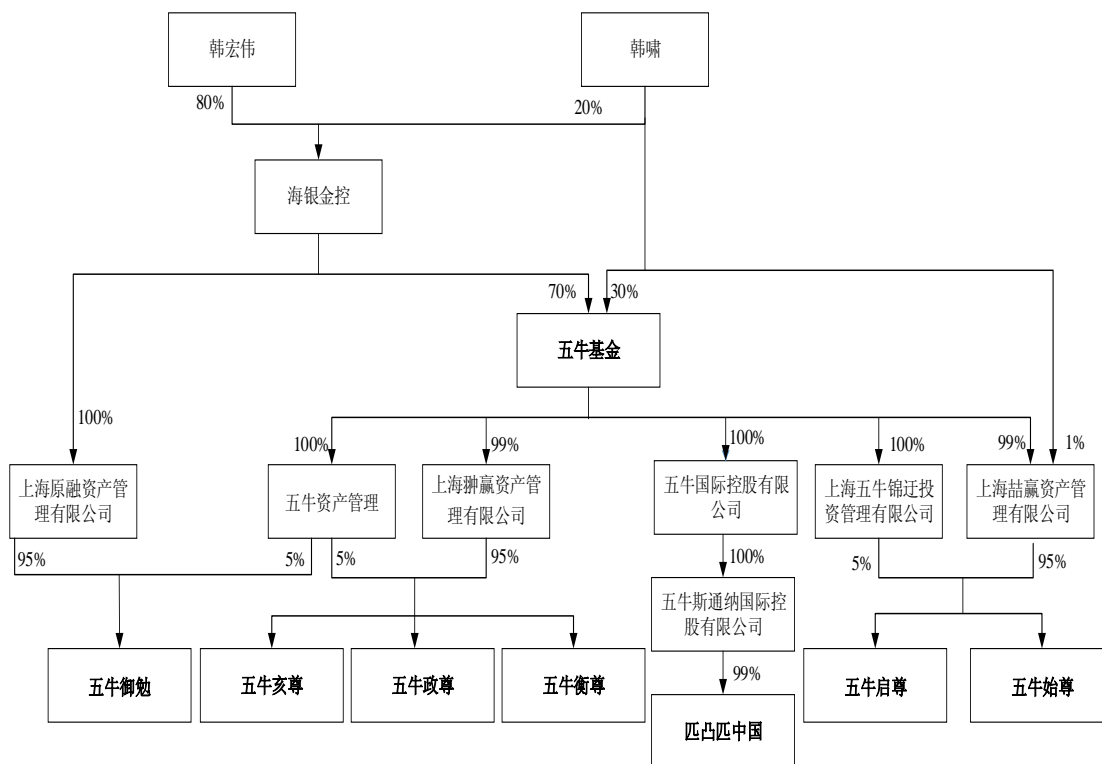 韩宏伟
韩啸
80%
20%
海银金控
70%
30%
五牛基金
100%
100%
99%
100%
100%
99%
1%
上海原融资产管
理有限公司
五牛资产管理
上海翀赢资产管
理有限公司
五牛国际控股有限
公司
上海五牛锦迁投
资管理有限公司
上海喆赢资产管
理有限公司
95%
5%
5%
95%
100%
5%
95%
五牛斯通纳国际控
股有限公司
五牛御勉
五牛亥尊
五牛政尊
五牛衡尊
99%
五牛启尊
五牛始尊
匹凸匹中国